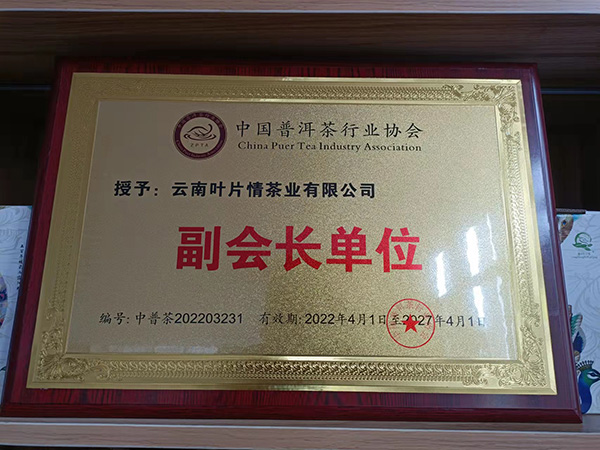 中国普洱茶行业协会
China Puer Tea Industry Association
授予：云南叶片情茶业有限公司
副会长单位
编号：中普茶202203231 有效期：2022年4月1日至2027年4月1日